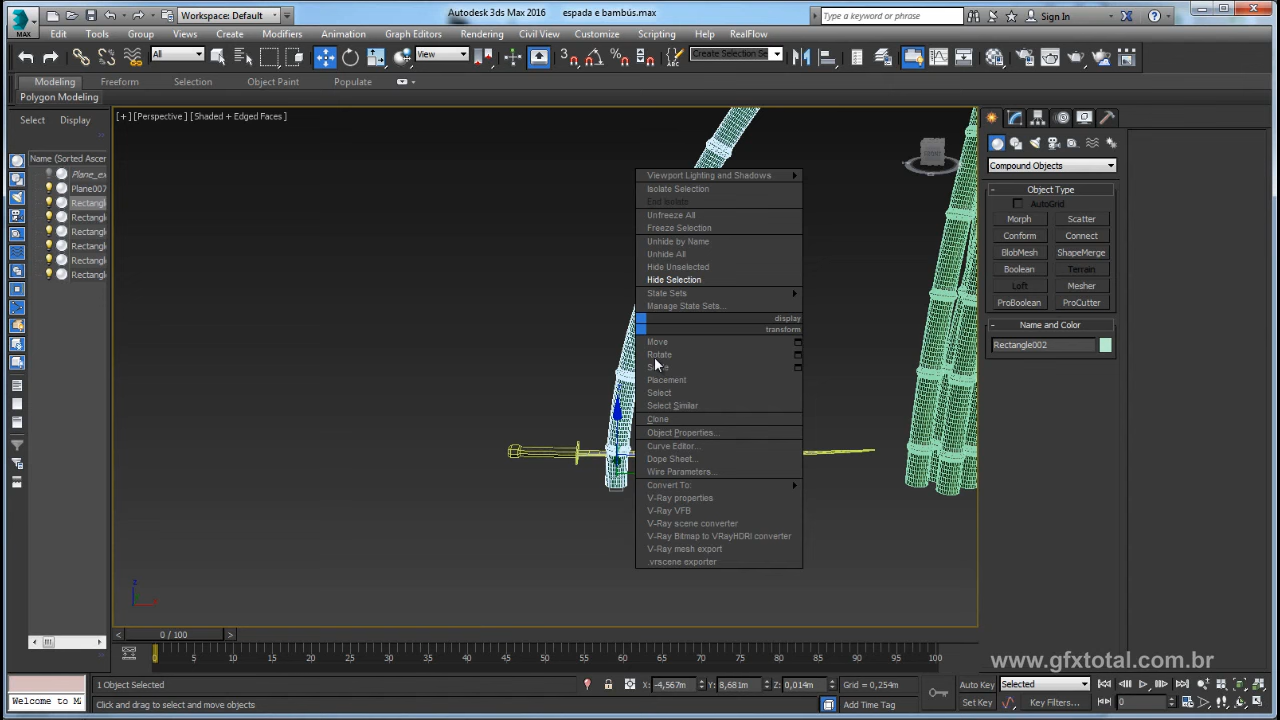 MAX
Workspace: Default
Autodesk 3ds Max 2016 espada e bambús.max
Type a keyword or phrase
Sign In
Edit Tools Group Views Create Modifiers Animation Graph Editors Rendering Civil View Customize Scripting Help RealFlow
All
View
Create Selection Se
Modeling Freeform Selection Object Paint Populate
Polygon Modeling
Select Display
[+] [Perspective] [Shaded + Edged Faces]
Name (Sorted Ascen
Plane_ex
Plane007
Rectangle
Rectangle
Rectangle
Rectangle
Rectangle
Rectangle
Viewport Lighting and Shadows
Isolate Selection
End Isolate
Unfreeze All
Freeze Selection
Unhide by Name
Unhide All
Hide Unselected
Hide Selection
State Sets
Manage State Sets...
display
transform
Move
Rotate
Placement
Select
Select Similar
Clone
Object Properties...
Curve Editor...
Dope Sheet...
Wire Parameters...
Convert To:
V-Ray properties
V-Ray VFB
V-Ray scene converter
V-Ray Bitmap to VRayHDRI converter
V-Ray mesh export
.vrscene exporter
Compound Objects
Object Type
AutoGrid
Morph Scatter
Conform Connect
BlobMesh ShapeMerge
Boolean Terrain
Loft Mesher
ProBoolean ProCutter
Name and Color
Rectangle002
z
x
< 0 / 100 >
0 5 10 15 20 25 30 35 40 45 50 55 60 65 70 75 80 85 90 95 100
www.gfxtotal.com.br
Welcome to MA
1 Object Selected
X: -4,567m Y: 8,681m Z: 0,014m Grid = 0,254m
Click and drag to select and move objects
Add Time Tag
Auto Key Selected
Set Key Key Filters...
0